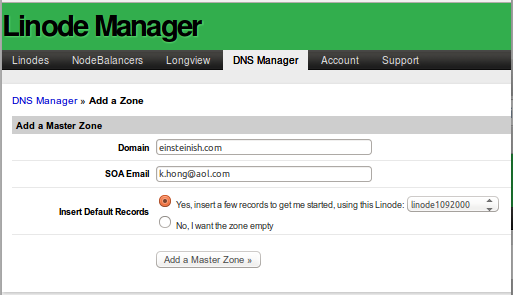 Linode Manager
Linodes NodeBalancers Longview DNS Manager Account Support
DNS Manager » Add a Zone
Add a Master Zone
Domain einsteinish.com
SOA Email k.hong@aol.com
Insert Default Records Yes, insert a few records to get me started, using this Linode: linode1092000
No, I want the zone empty
Add a Master Zone »